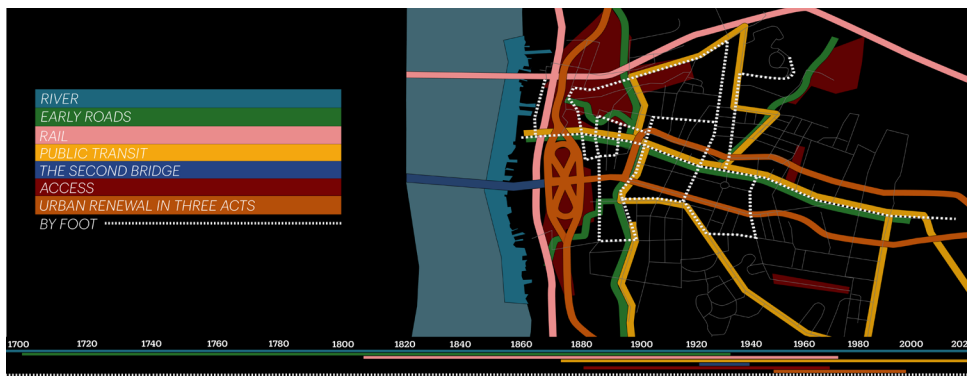 RIVER
EARLY ROADS
RAIL
PUBLIC TRANSIT
THE SECOND BRIDGE
ACCESS
URBAN RENEWAL IN THREE ACTS
BY FOOT
1700 1720 1740 1760 1780 1800 1820 1840 1860 1880 1900 1920 1940 1960 1980 2000 202